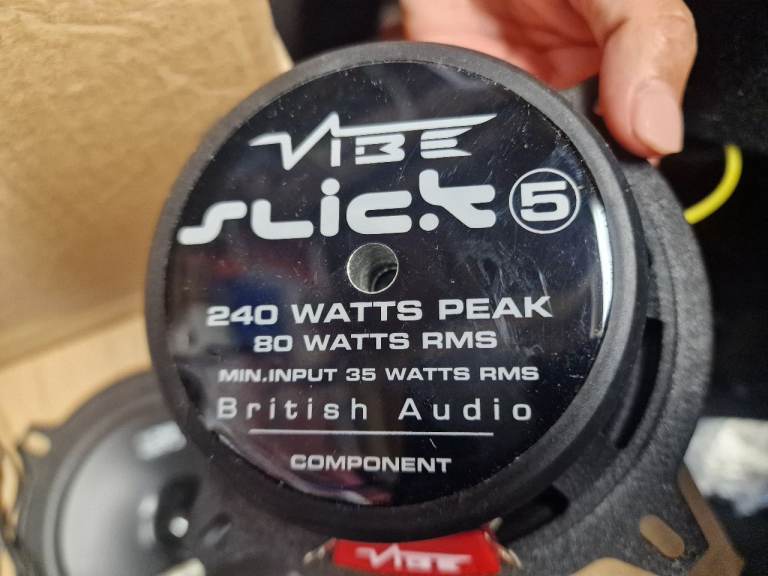 VIBE
SLICK 5
240 WATTS PEAK
80 WATTS RMS
MIN.INPUT 35 WATTS RMS
British Audio
COMPONENT
VIBE